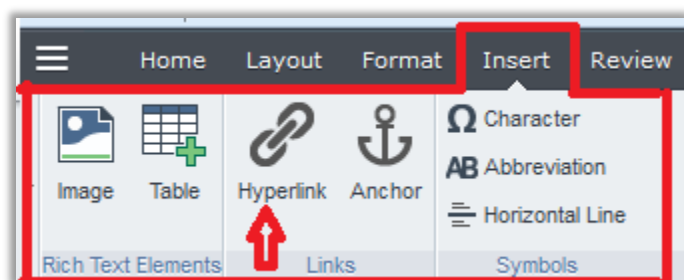 Home Layout Format Insert Review
Image Table Hyperlink Anchor
Ω Character
AB Abbreviation
Horizontal Line
Rich Text Elements Links Symbols